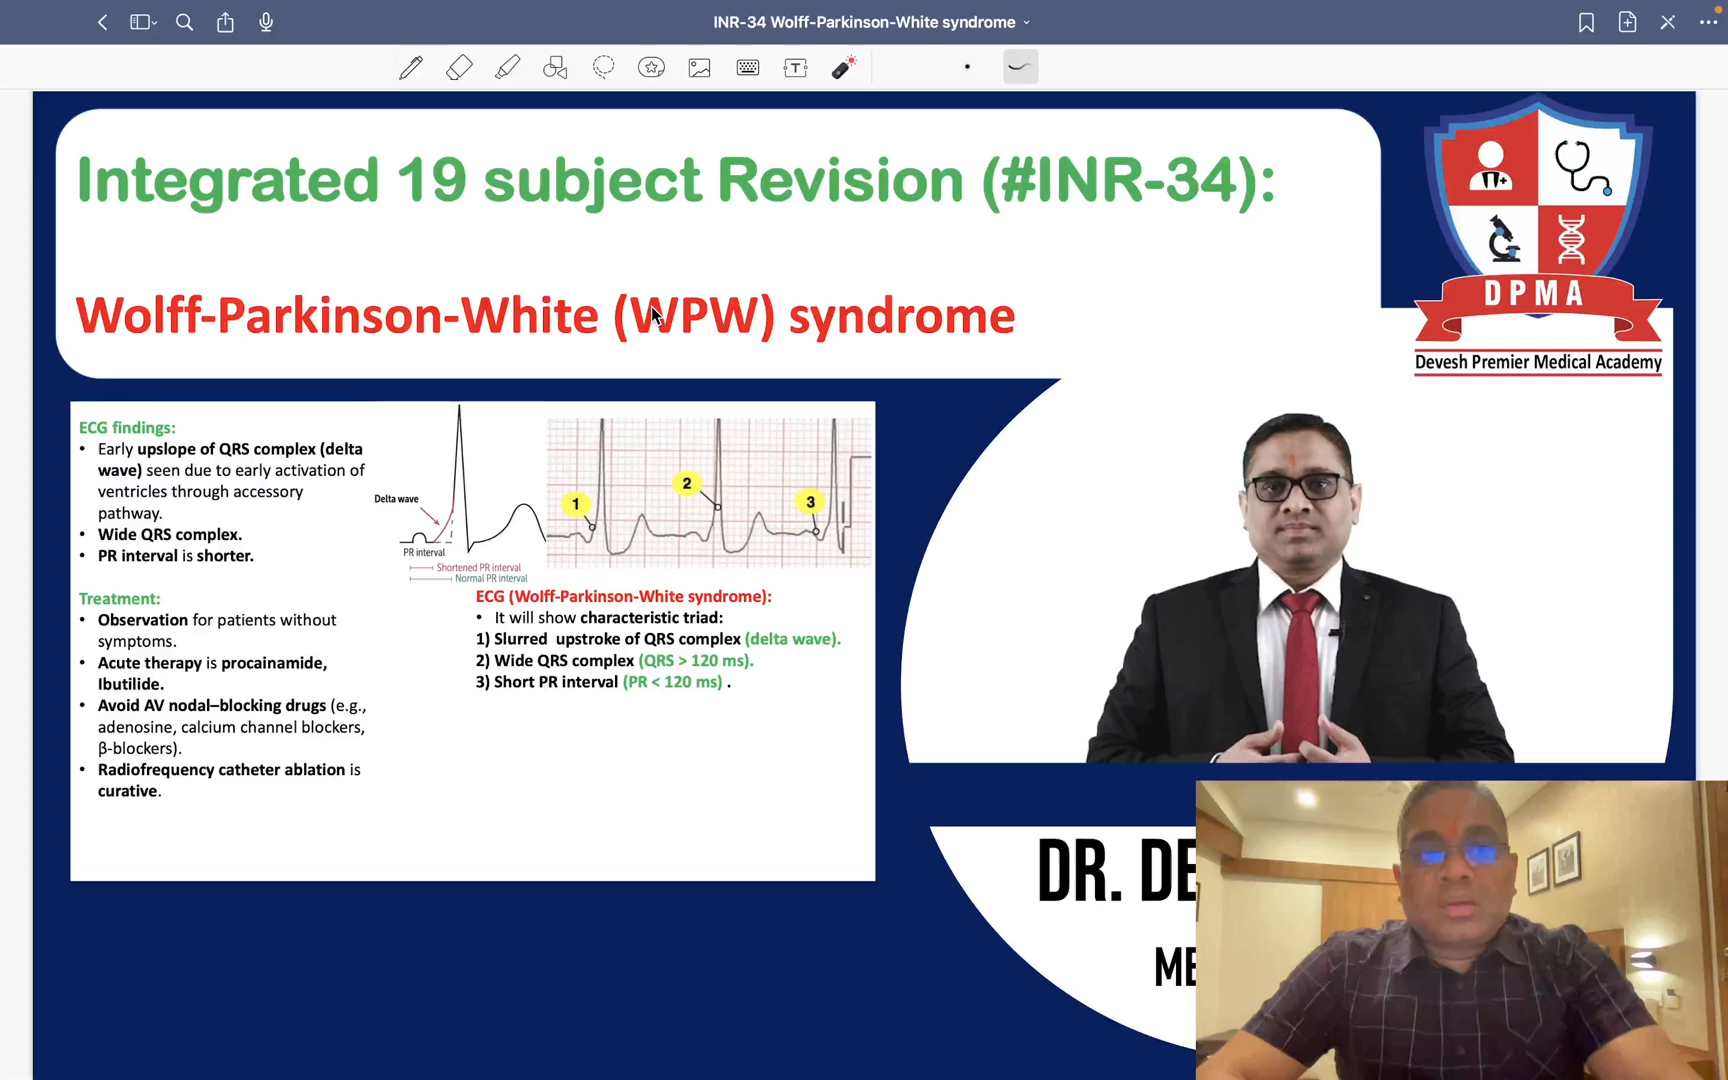 INR-34 Wolff-Parkinson-White syndrome
Integrated 19 subject Revision (#INR-34):
Wolff-Parkinson-White (WPW) syndrome
DPMA
Devesh Premier Medical Academy
ECG findings:
• Early upslope of QRS complex (delta
wave) seen due to early activation of
ventricles through accessory
pathway.
• Wide QRS complex.
• PR interval is shorter.
Treatment:
• Observation for patients without
symptoms.
• Acute therapy is procainamide,
Ibutilide.
• Avoid AV nodal–blocking drugs (e.g.,
adenosine, calcium channel blockers,
β-blockers).
• Radiofrequency catheter ablation is
curative.
Delta wave
PR interval
Shortened PR interval
Normal PR interval
1
2
3
ECG (Wolff-Parkinson-White syndrome):
• It will show characteristic triad:
1) Slurred upstroke of QRS complex (delta wave).
2) Wide QRS complex (QRS > 120 ms).
3) Short PR interval (PR < 120 ms) .
DR. DE
ME